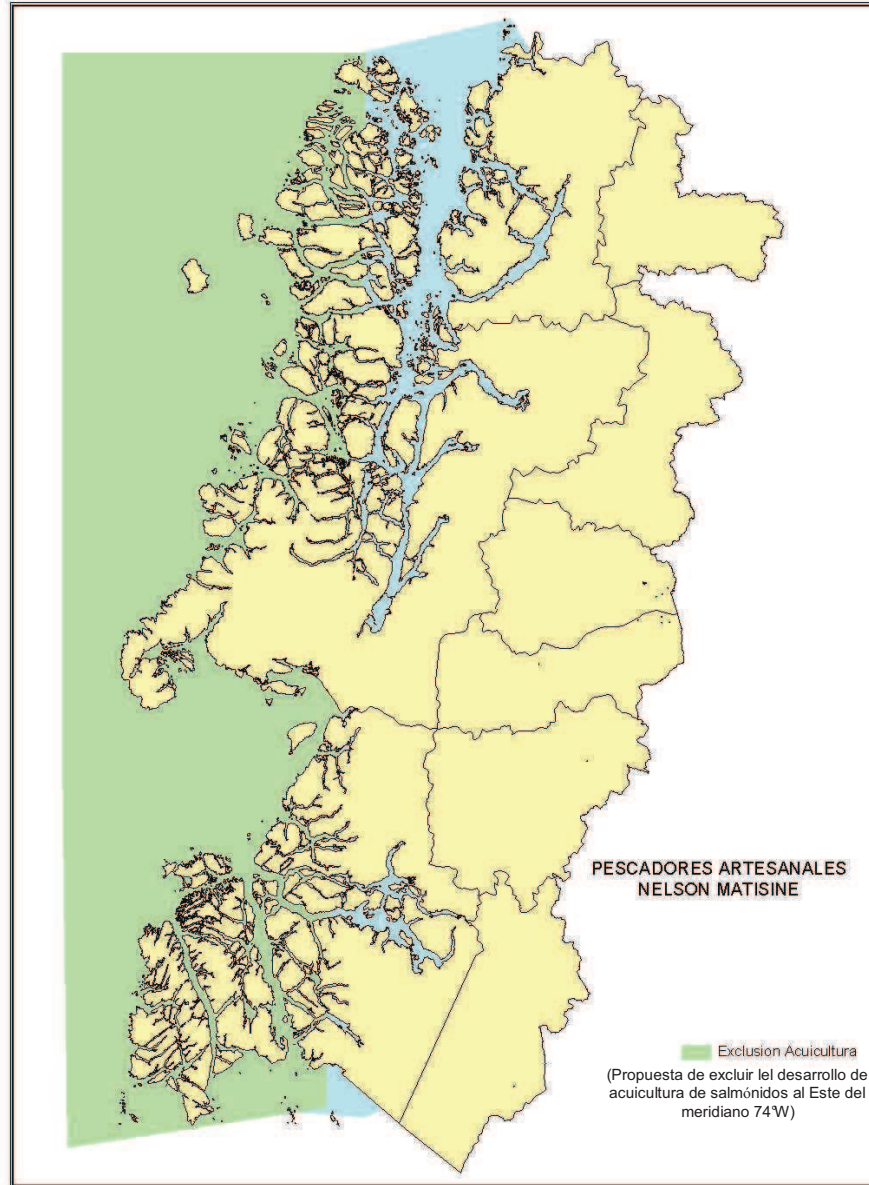 PESCADORES ARTESANALES
NELSON MATISINE
Exclusion Acuicultura
(Propuesta de excluir lel desarrollo de
acuicultura de salmónidos al Este del
meridiano 74'W)